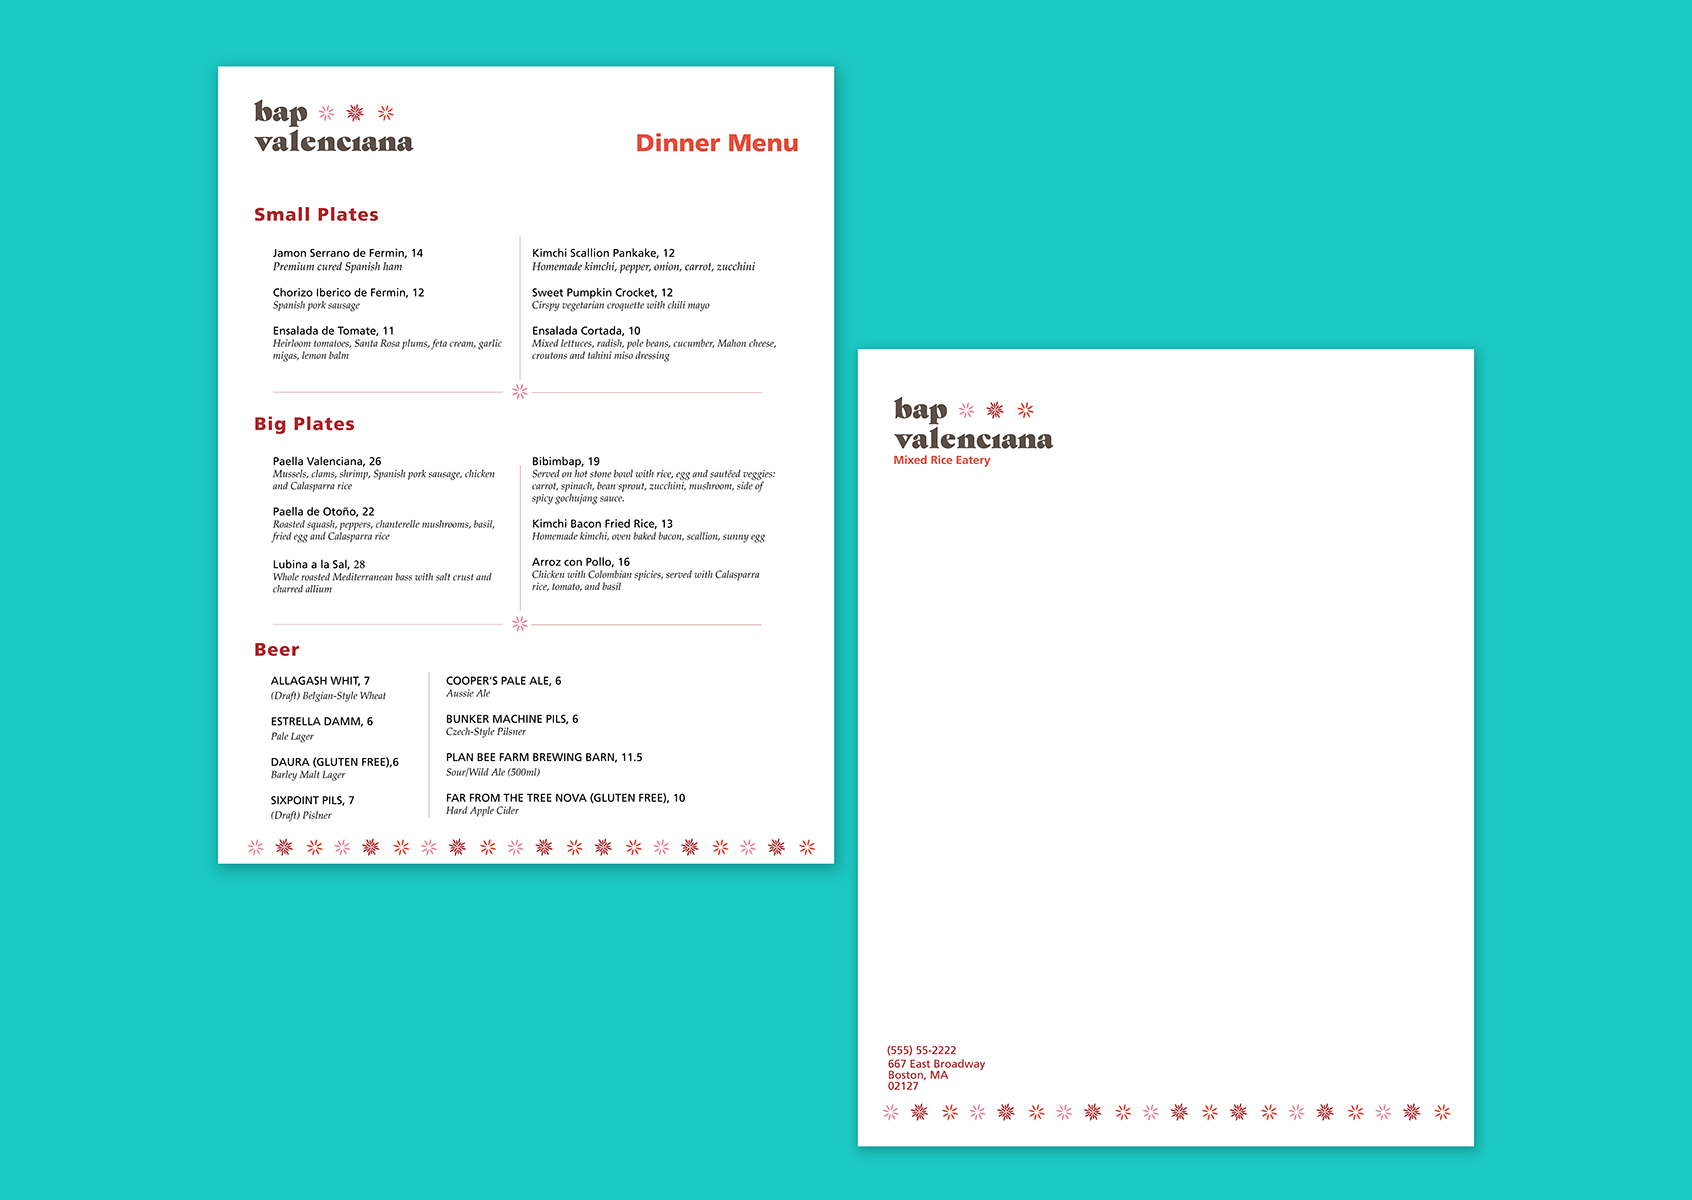 bap
valenciana
Dinner Menu
Small Plates
Jamon Serrano de Fermin, 14
Premium cured Spanish ham
Chorizo Iberico de Fermin, 12
Spanish pork sausage
Ensalada de Tomate, 11
Heirloom tomatoes, Santa Rosa plums, feta cream, garlic
migas, lemon balm
Kimchi Scallion Pankake, 12
Homemade kimchi, pepper, onion, carrot, zucchini
Sweet Pumpkin Crocket, 12
Cirspy vegetarian croquette with chili mayo
Ensalada Cortada, 10
Mixed lettuces, radish, pole beans, cucumber, Mahon cheese,
croutons and tahini miso dressing
Big Plates
Paella Valenciana, 26
Mussels, clams, shrimp, Spanish pork sausage, chicken
and Calasparra rice
Paella de Otoño, 22
Roasted squash, peppers, chanterelle mushrooms, basil,
fried egg and Calasparra rice
Lubina a la Sal, 28
Whole roasted Mediterranean bass with salt crust and
charred allium
Bibimbap, 19
Served on hot stone bowl with rice, egg and sautéed veggies:
carrot, spinach, bean sprout, zucchini, mushroom, side of
spicy gochujang sauce.
Kimchi Bacon Fried Rice, 13
Homemade kimchi, oven baked bacon, scallion, sunny egg
Arroz con Pollo, 16
Chicken with Colombian spicies, served with Calasparra
rice, tomato, and basil
Beer
ALLAGASH WHIT, 7
(Draft) Belgian-Style Wheat
ESTRELLA DAMM, 6
Pale Lager
DAURA (GLUTEN FREE),6
Barley Malt Lager
SIXPOINT PILS, 7
(Draft) Pislner
COOPER'S PALE ALE, 6
Aussie Ale
BUNKER MACHINE PILS, 6
Czech-Style Pilsner
PLAN BEE FARM BREWING BARN, 11.5
Sour/Wild Ale (500ml)
FAR FROM THE TREE NOVA (GLUTEN FREE), 10
Hard Apple Cider
bap
valenciana
Mixed Rice Eatery
(555) 55-2222
667 East Broadway
Boston, MA
02127